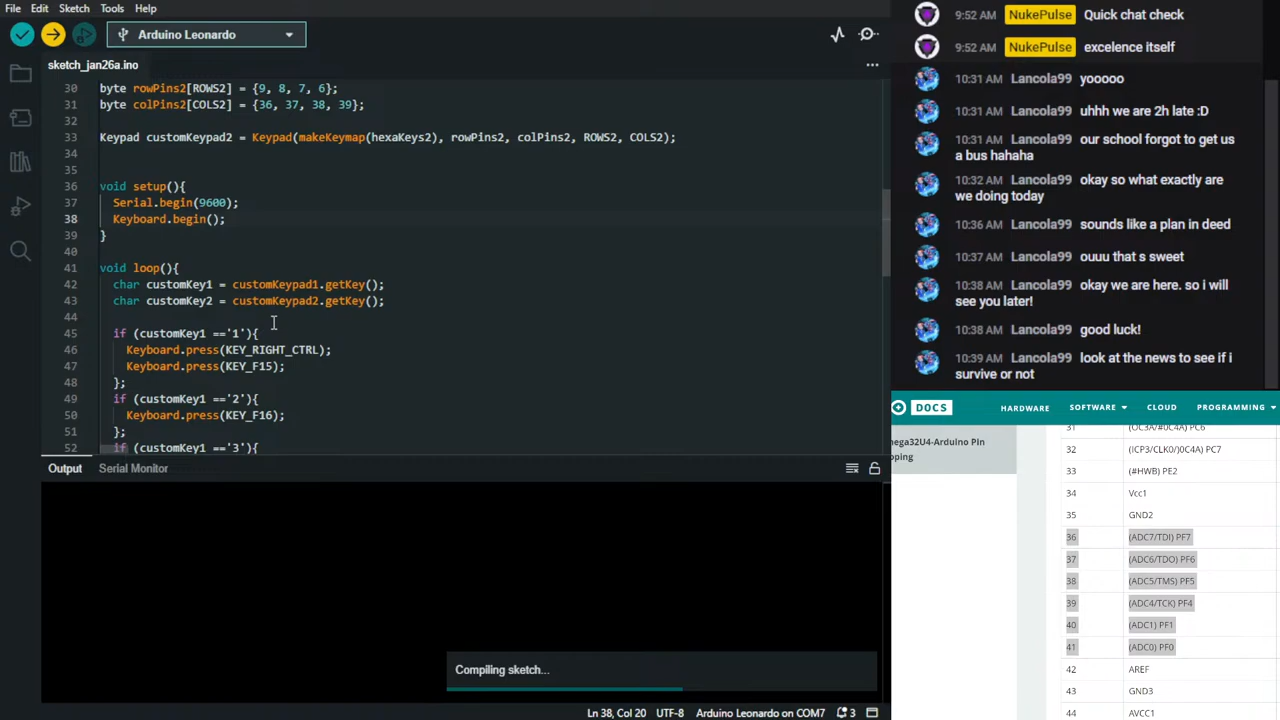 File Edit Sketch Tools Help
Arduino Leonardo
sketch_jan26a.ino
30 byte rowPins2[ROWS2] = {9, 8, 7, 6};
31 byte colPins2[COLS2] = {36, 37, 38, 39};
32
33 Keypad customKeypad2 = Keypad(makeKeymap(hexaKeys2), rowPins2, colPins2, ROWS2, COLS2);
34
35
36 void setup(){
37 Serial.begin(9600);
38 Keyboard.begin();
39 }
40
41 void loop(){
42 char customKey1 = customKeypad1.getKey();
43 char customKey2 = customKeypad2.getKey();
44
45 if (customKey1 =='1'){
46 Keyboard.press(KEY_RIGHT_CTRL);
47 Keyboard.press(KEY_F15);
48 };
49 if (customKey1 =='2'){
50 Keyboard.press(KEY_F16);
51 };
52 if (customKey1 =='3'){
Output Serial Monitor
Compiling sketch...
Ln 38, Col 20 UTF-8 Arduino Leonardo on COM7 3
9:52 AM NukePulse Quick chat check
9:52 AM NukePulse excelence itself
10:31 AM Lancola99 yooooo
10:31 AM Lancola99 uhhh we are 2h late :D
10:31 AM Lancola99 our school forgot to get us
a bus hahaha
10:32 AM Lancola99 okay so what exactly are
we doing today
10:36 AM Lancola99 sounds like a plan in deed
10:37 AM Lancola99 ouuu that s sweet
10:38 AM Lancola99 okay we are here. so i will
see you later!
10:38 AM Lancola99 good luck!
10:39 AM Lancola99 look at the news to see if i
survive or not
DOCS HARDWARE SOFTWARE CLOUD PROGRAMMING
mega32U4-Arduino Pin
pping
31 (OC3A/#0C4A) PC6
32 (ICP3/CLK0/)0C4A) PC7
33 (#HWB) PE2
34 Vcc1
35 GND2
36 (ADC7/TDI) PF7
37 (ADC6/TDO) PF6
38 (ADC5/TMS) PF5
39 (ADC4/TCK) PF4
40 (ADC1) PF1
41 (ADC0) PF0
42 AREF
43 GND3
44 AVCC1